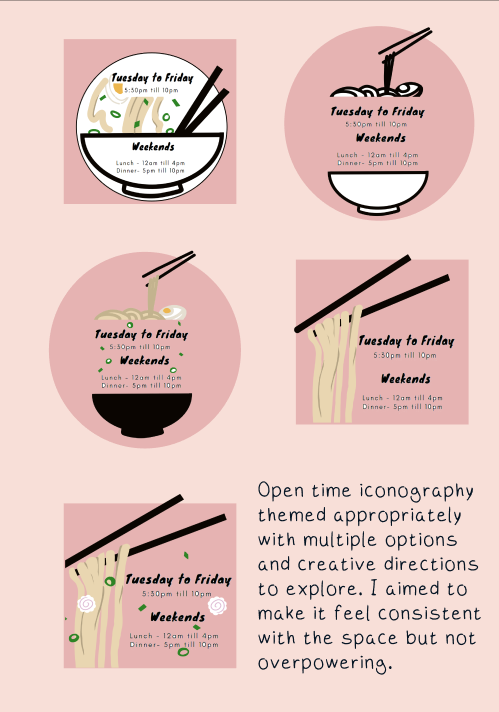 Tuesday to Friday
5:30pm till 10pm
Weekends
Lunch - 12am till 4pm
Dinner- 5pm till 10pm
Tuesday to Friday
5:30pm till 10pm
Weekends
Lunch - 12am till 4pm
Dinner- 5pm till 10pm
Tuesday to Friday
5:30pm till 10pm
Weekends
Lunch - 12am till 4pm
Dinner- 5pm till 10pm
Tuesday to Friday
5:30pm till 10pm
Weekends
Lunch - 12am till 4pm
Dinner- 5pm till 10pm
Tuesday to Friday
5:30pm till 10pm
Weekends
Lunch - 12am till 4pm
Dinner- 5pm till 10pm
Open time iconography
themed appropriately
with multiple options
and creative directions
to explore. I aimed to
make it feel consistent
with the space but not
overpowering.